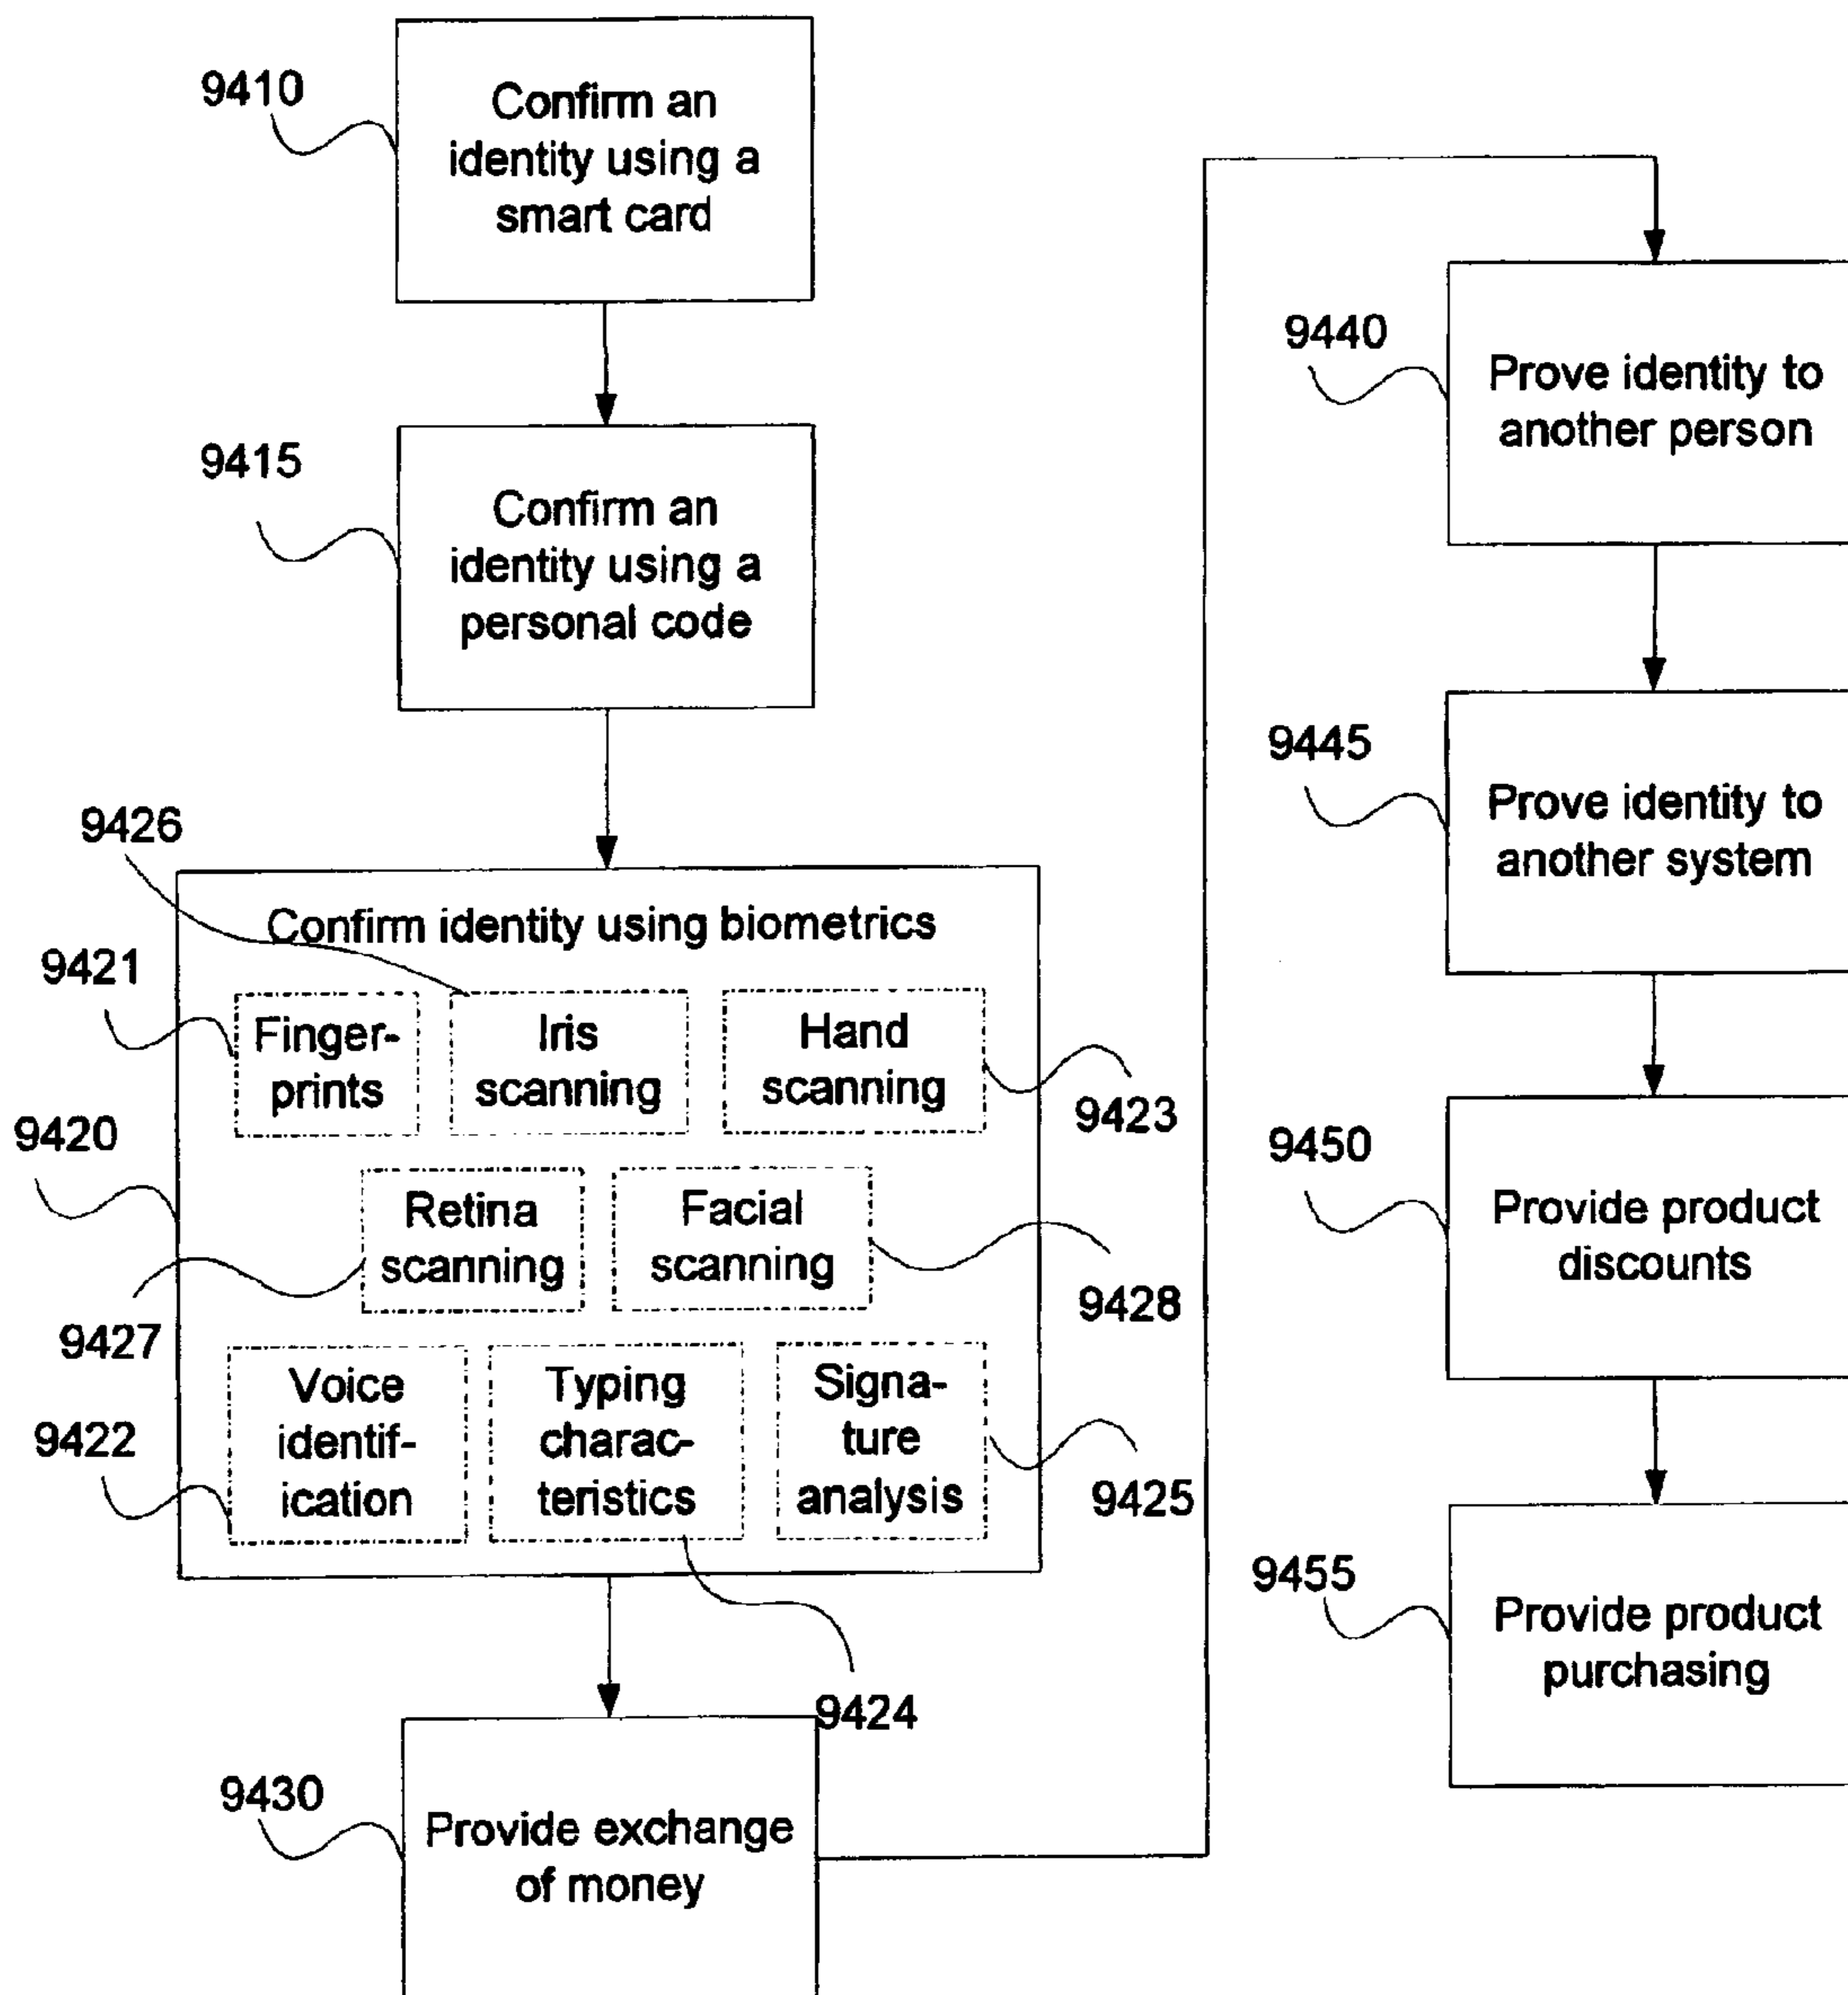 9410
Confirm an
identity using a
smart card
9415
Confirm an
identity using a
personal code
9426
Confirm identity using biometrics
9421
Finger-
prints
Iris
scanning
Hand
scanning
9423
9420
Retina
scanning
Facial
scanning
9427
9428
Voice
identif-
ication
Typing
charac-
teristics
Signa-
ture
analysis
9422
9425
9424
9430
Provide exchange
of money
9440
Prove identity to
another person
9445
Prove identity to
another system
9450
Provide product
discounts
9455
Provide product
purchasing